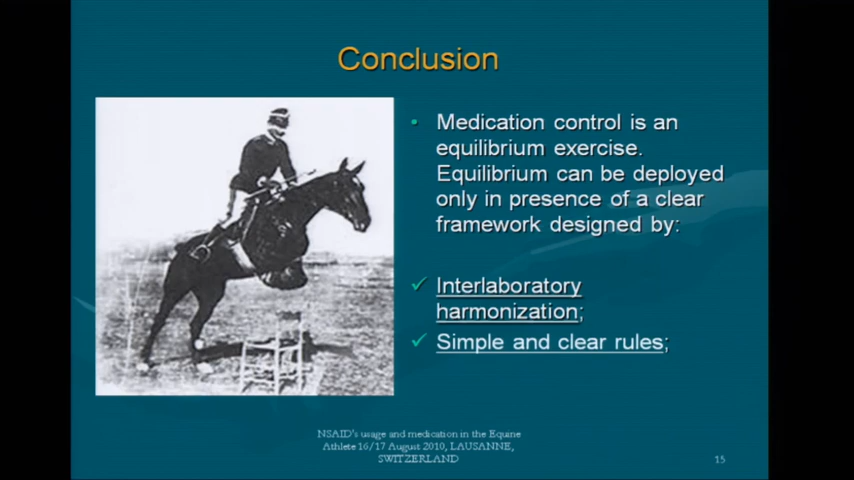 Conclusion
• Medication control is an
equilibrium exercise.
Equilibrium can be deployed
only in presence of a clear
framework designed by:
✓ Interlaboratory
harmonization;
✓ Simple and clear rules;
NSAID's usage and medication in the Equine
Athlete 16/17 August 2010, LAUSANNE,
SWITZERLAND
15